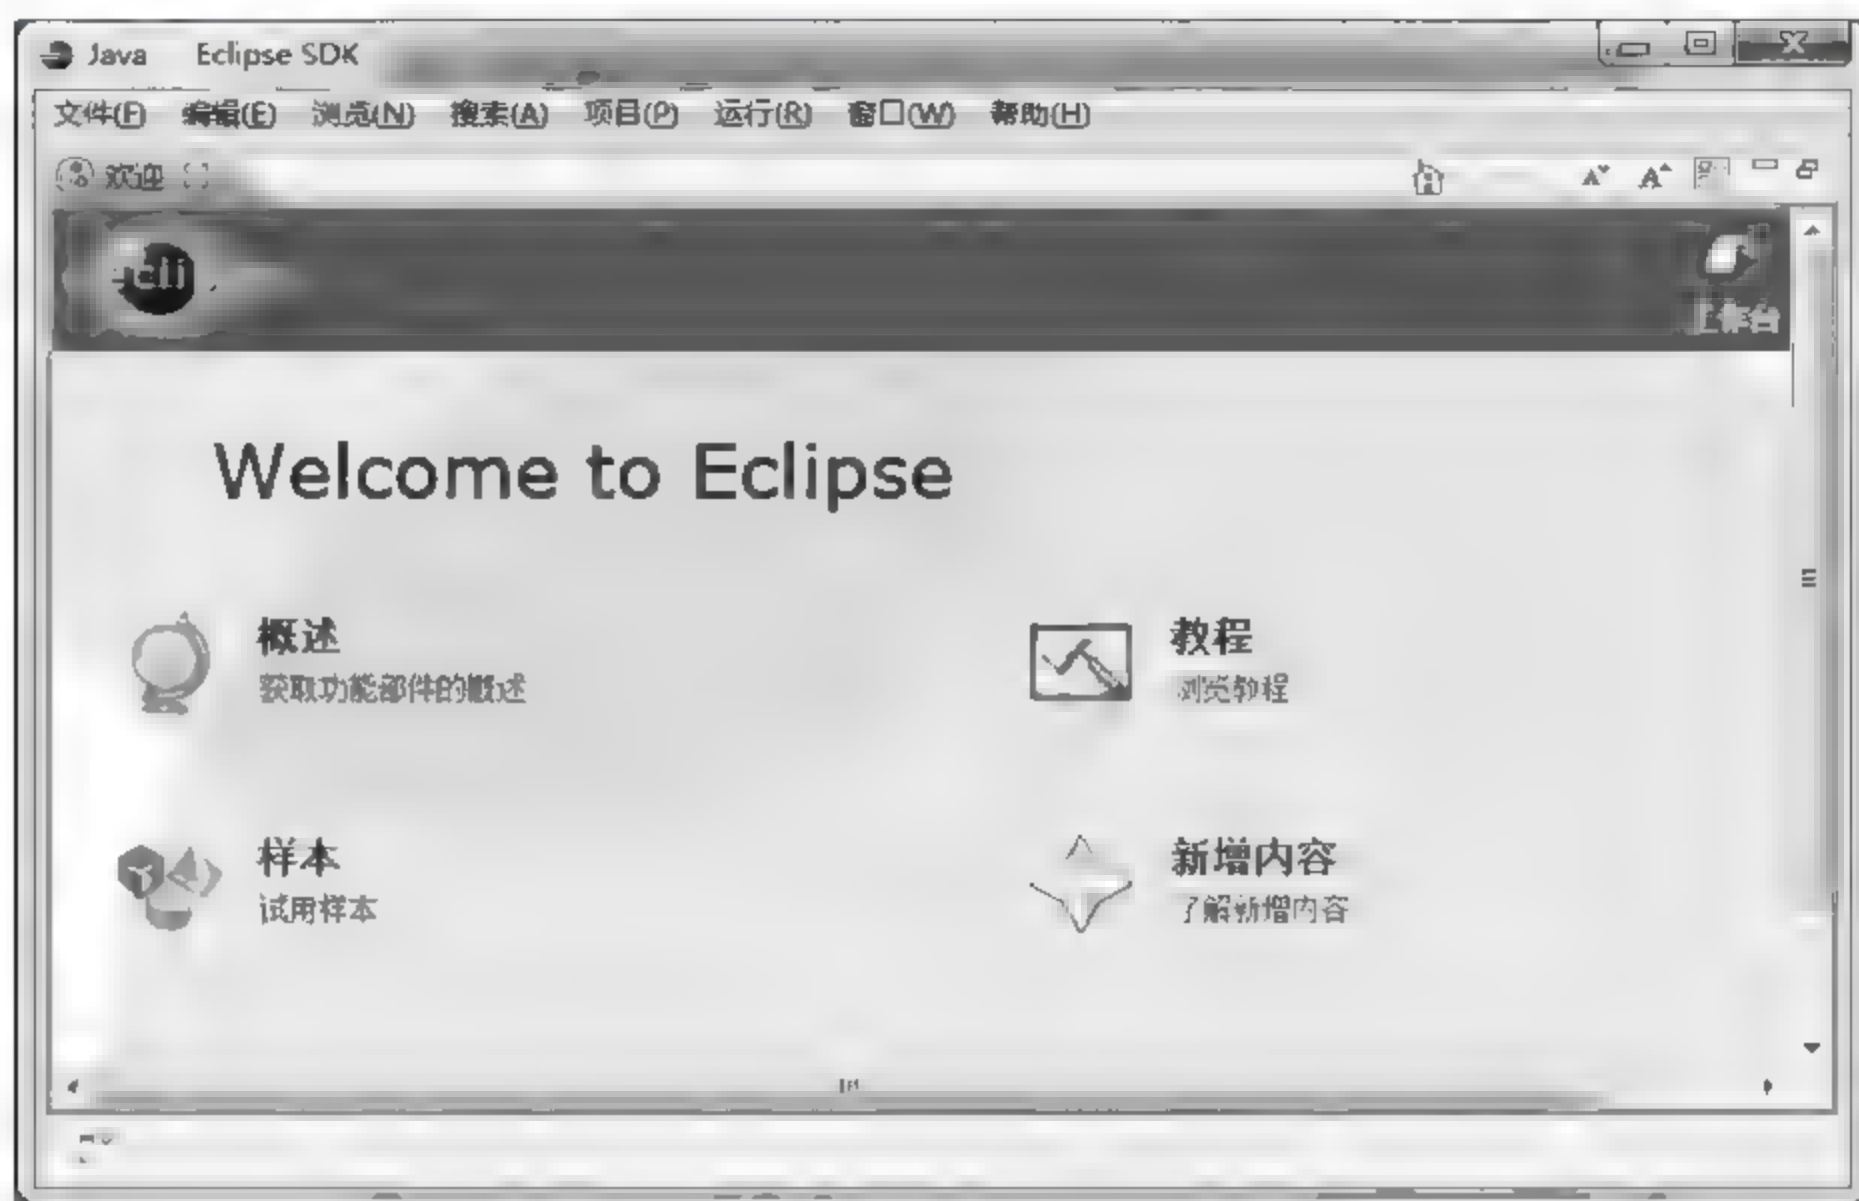 Java Eclipse SDK
文件(F) 编辑(E) 浏览(N) 搜索(A) 项目(P) 运行(R) 窗口(W) 帮助(H)
欢迎
工作台
Welcome to Eclipse
概述
教程
获取功能部件的概述
浏览教程
样本
新增内容
试用样本
了解新增内容